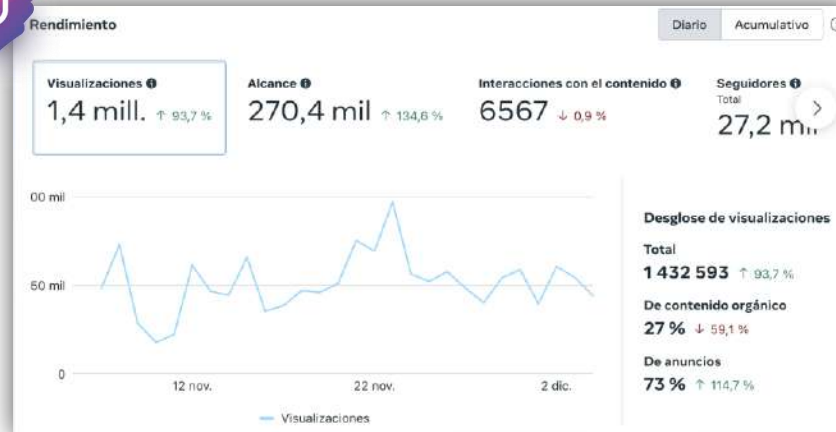 Rendimiento
Diario Acumulativo
Visualizaciones
1,4 mill. ↑ 93,7 %
Alcance
270,4 mil ↑ 134,6 %
Interacciones con el contenido
6567 ↓ 0,9 %
Seguidores
Total
27,2
00 mil
50 mil
0
12 nov.
22 nov.
2 dic.
Visualizaciones
Desglose de visualizaciones
Total
1 432 593 ↑ 93,7 %
De contenido orgánico
27 % ↓ 59,1 %
De anuncios
73 % ↑ 114,7 %